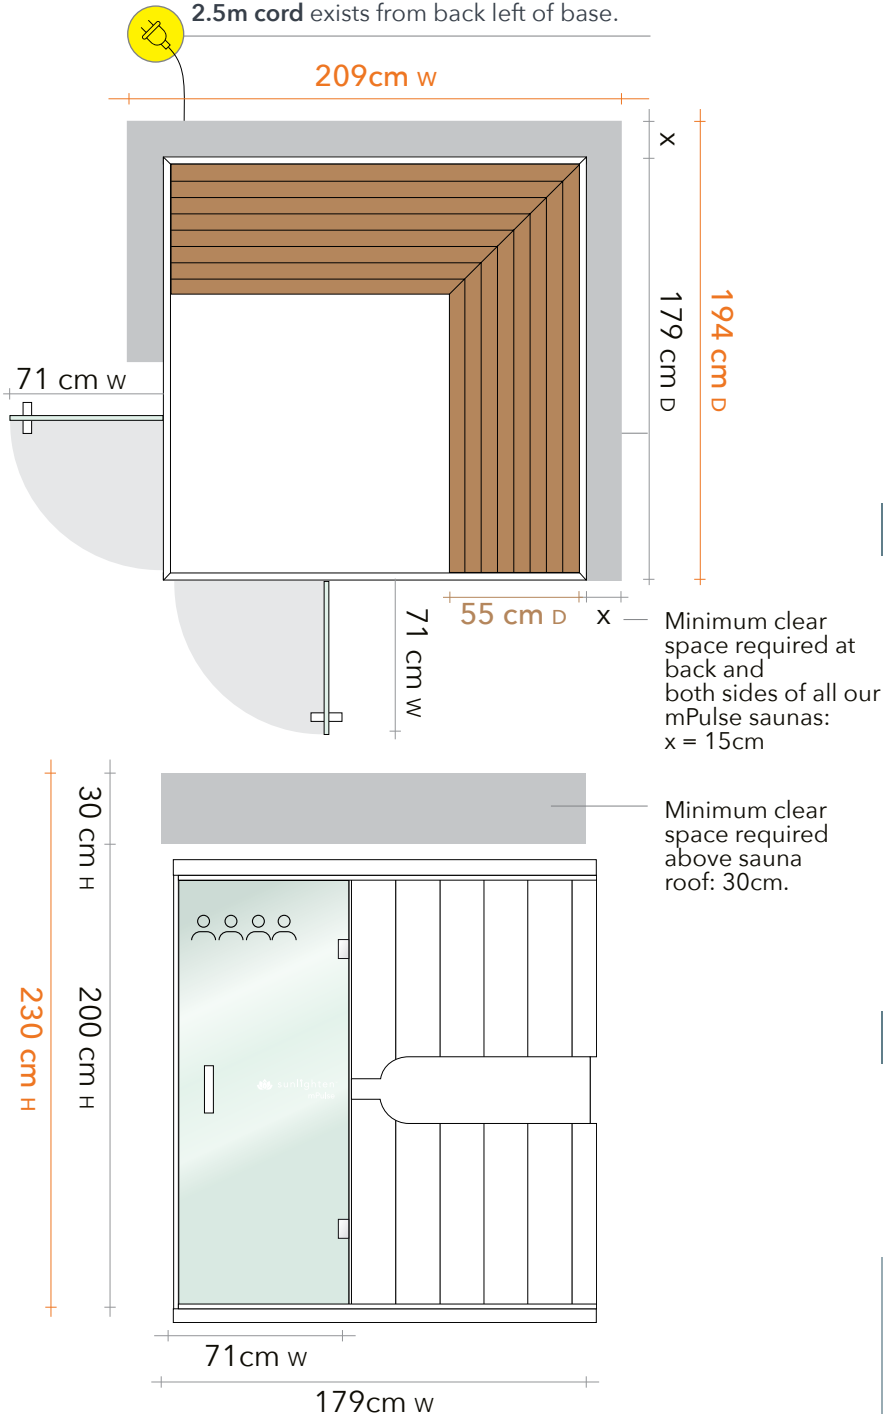 2.5m cord exists from back left of base.
209cm W
x
179 cm D
194 cm D
71 cm W
55 cm D
x
71 cm W
Minimum clear
space required at
back and
both sides of all our
mPulse saunas:
x = 15cm
30 cm H
Minimum clear
space required
above sauna
roof: 30cm.
230 cm H
200 cm H
sunlighten
mPulse
71cm W
179cm W